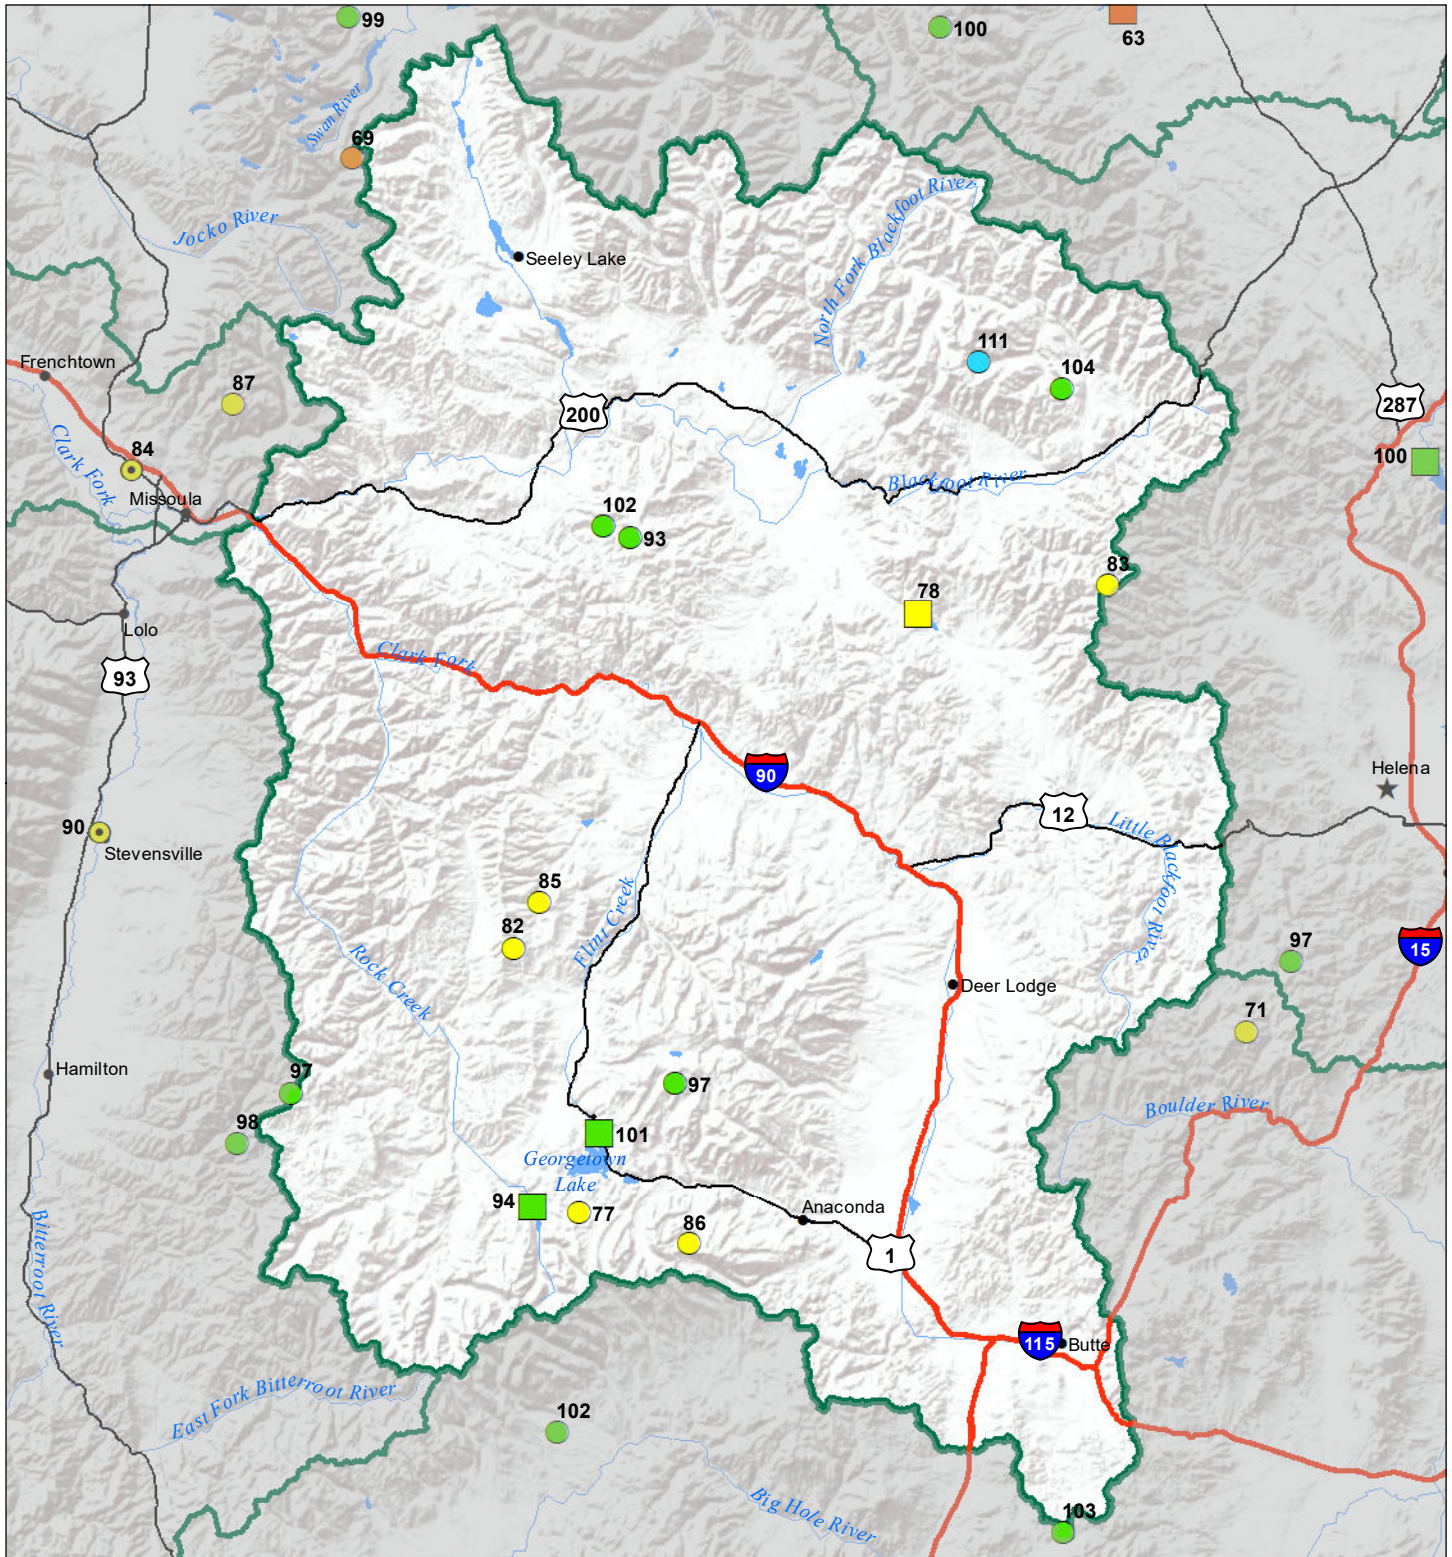 99
100
63
Swan River
69
Jocko River
North Fork Blackfoot River
Seeley Lake
111
104
Frenchtown
87
200
287
Clark Fork
84
100
Missoula
Blackfoot River
102
93
83
78
Lolo
93
Clark Fork
90
Helena
12
Little Blackfoot River
90
Stevensville
85
Flint Creek
82
15
97
Rock Creek
Deer Lodge
71
Hamilton
97
97
98
Boulder River
101
Georgetown
Lake
94
77
Anaconda
86
1
Bitterroot River
115
Butte
East Fork Bitterroot River
102
Big Hole River
103